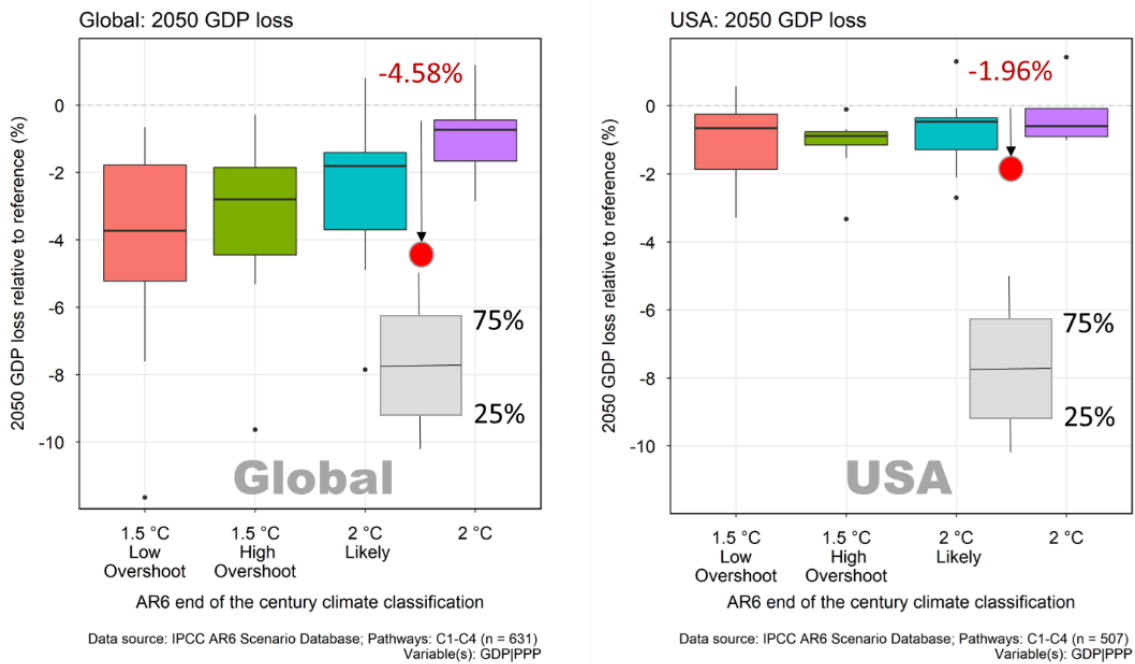 Global: 2050 GDP loss
2050 GDP loss relative to reference (%)
0
-2
-4
-6
-8
-10
-4.58%
75%
25%
Global
1.5 °C
Low
Overshoot
1.5 °C
High
Overshoot
2 °C
Likely
2 °C
AR6 end of the century climate classification
Data source: IPCC AR6 Scenario Database; Pathways: C1-C4 (n = 631)
Variable(s): GDP|PPP
USA: 2050 GDP loss
2050 GDP loss relative to reference (%)
0
-2
-4
-6
-8
-10
-1.96%
75%
25%
USA
1.5 °C
Low
Overshoot
1.5 °C
High
Overshoot
2 °C
Likely
2 °C
AR6 end of the century climate classification
Data source: IPCC AR6 Scenario Database; Pathways: C1-C4 (n = 507)
Variable(s): GDP|PPP